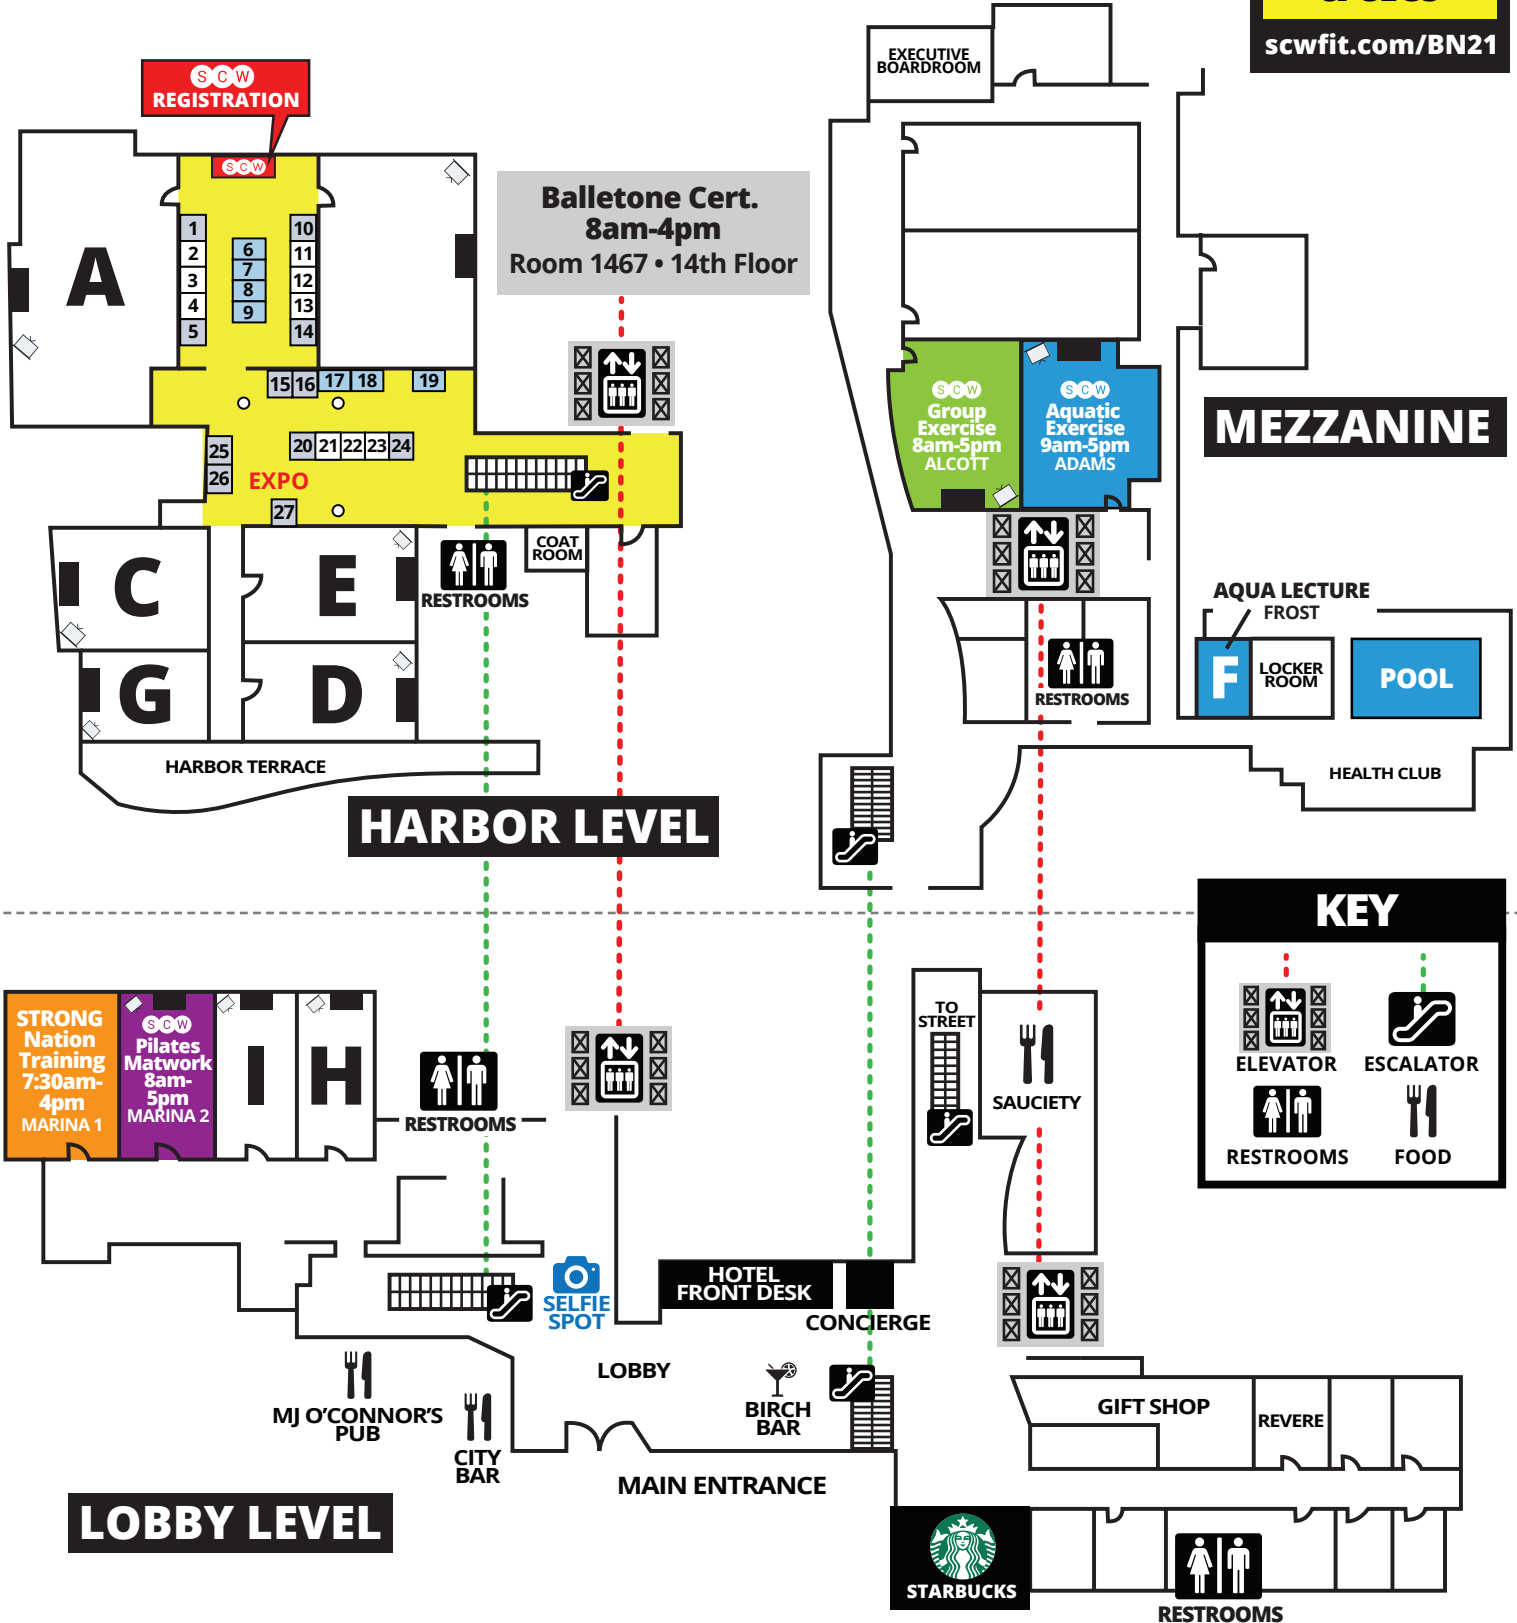 scwfit.com/BN21
EXECUTIVE
BOARDROOM
SCW
REGISTRATION
SCW
Balletone Cert.
8am-4pm
Room 1467 • 14th Floor
A
1
2
3
4
5
6
7
8
9
10
11
12
13
14
15
16
17
18
19
20
21
22
23
24
25
26
27
EXPO
C
E
G
D
RESTROOMS
COAT
ROOM
HARBOR TERRACE
HARBOR LEVEL
SCW
Group
Exercise
8am-5pm
ALCOTT
SCW
Aquatic
Exercise
9am-5pm
ADAMS
MEZZANINE
RESTROOMS
AQUA LECTURE
FROST
F
LOCKER
ROOM
POOL
HEALTH CLUB
KEY
ELEVATOR
ESCALATOR
RESTROOMS
FOOD
STRONG
Nation
Training
7:30am-
4pm
MARINA 1
SCW
Pilates
Matwork
8am-
5pm
MARINA 2
I
H
RESTROOMS
TO
STREET
SAUCIETY
SELFIE
SPOT
HOTEL
FRONT DESK
CONCIERGE
LOBBY
BIRCH
BAR
MJ O'CONNOR'S
PUB
CITY
BAR
MAIN ENTRANCE
GIFT SHOP
REVERE
LOBBY LEVEL
STARBUCKS
RESTROOMS